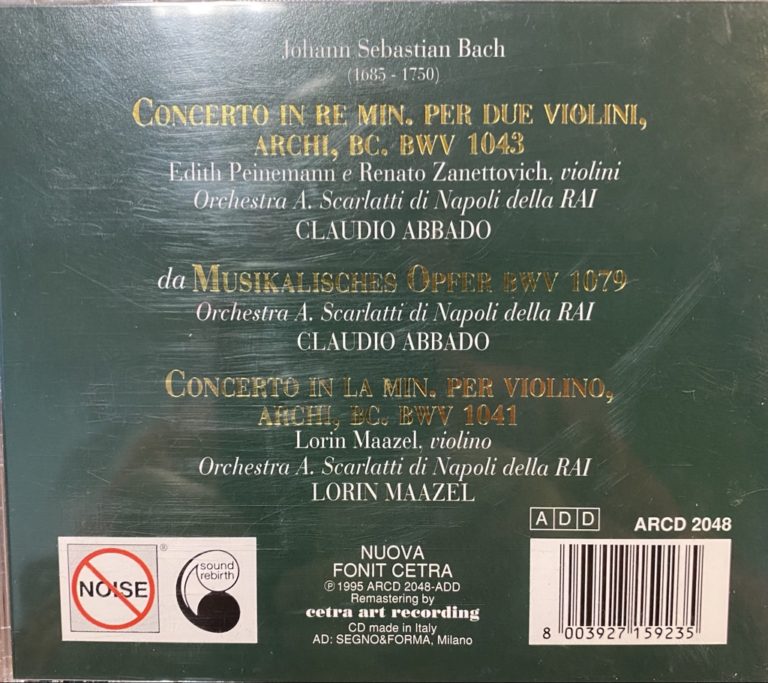 Johann Sebastian Bach
(1685 - 1750)
CONCERTO IN RE MIN. PER DUE VIOLINI,
ARCHI, BC. BWV 1043
Edith Peinemann e Renato Zanettovich, violini
Orchestra A. Scarlatti di Napoli della RAI
CLAUDIO ABBADO
da MUSIKALISCHES OPFER BWV 1079
Orchestra A. Scarlatti di Napoli della RAI
CLAUDIO ABBADO
CONCERTO IN LA MIN. PER VIOLINO,
ARCHI, BC. BWV 1041
Lorin Maazel, violino
Orchestra A. Scarlatti di Napoli della RAI
LORIN MAAZEL
ADD ARCD 2048
NOISE ®
sound
rebirth
NUOVA
FONIT CETRA
℗ 1995 ARCD 2048-ADD
Remastering by
cetra art recording
CD made in Italy
AD: SEGNO&FORMA, Milano
8 003927 159235